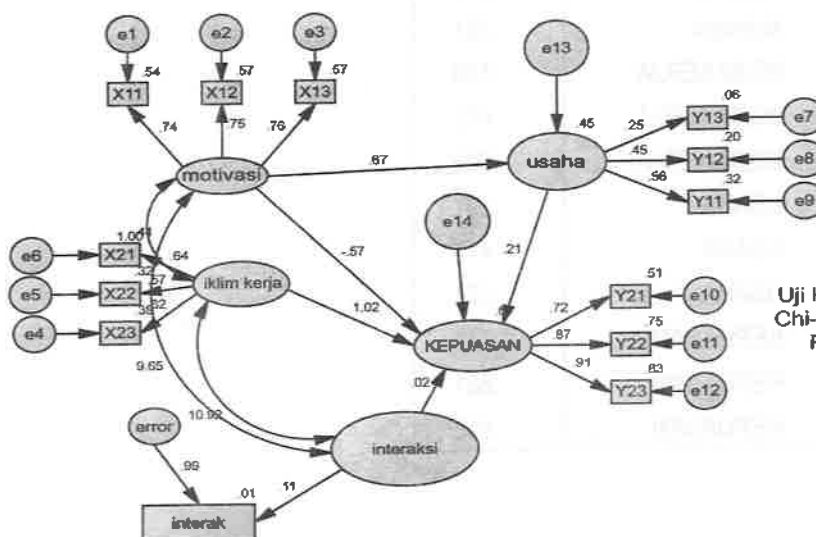 e1
e2
e3
e13
.54
.57
.57
X11
X12
X13
.74
.75
.76
motivasi
.67
.45
usaha
.25
.45
.56
.06
Y13
e7
.20
Y12
e8
.32
Y11
e9
e14
-.57
.21
e6
X21
1.00
.64
e5
.32
X22
.57
e4
X23
iklim kerja
1.02
KEPUASAN
.72
.87
.91
.51
Y21
e10
.75
Y22
e11
.83
Y23
e12
Uji
Chi-
9.65
10.92
.02
interaksi
error
.99
.01
.11
interak